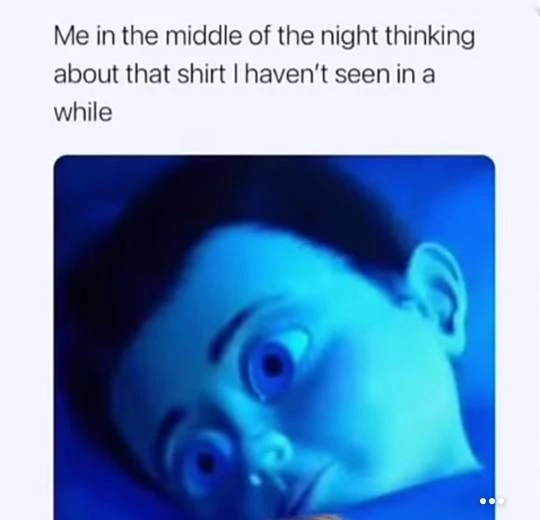 Me in the middle of the night thinking
about that shirt I haven't seen in a
while